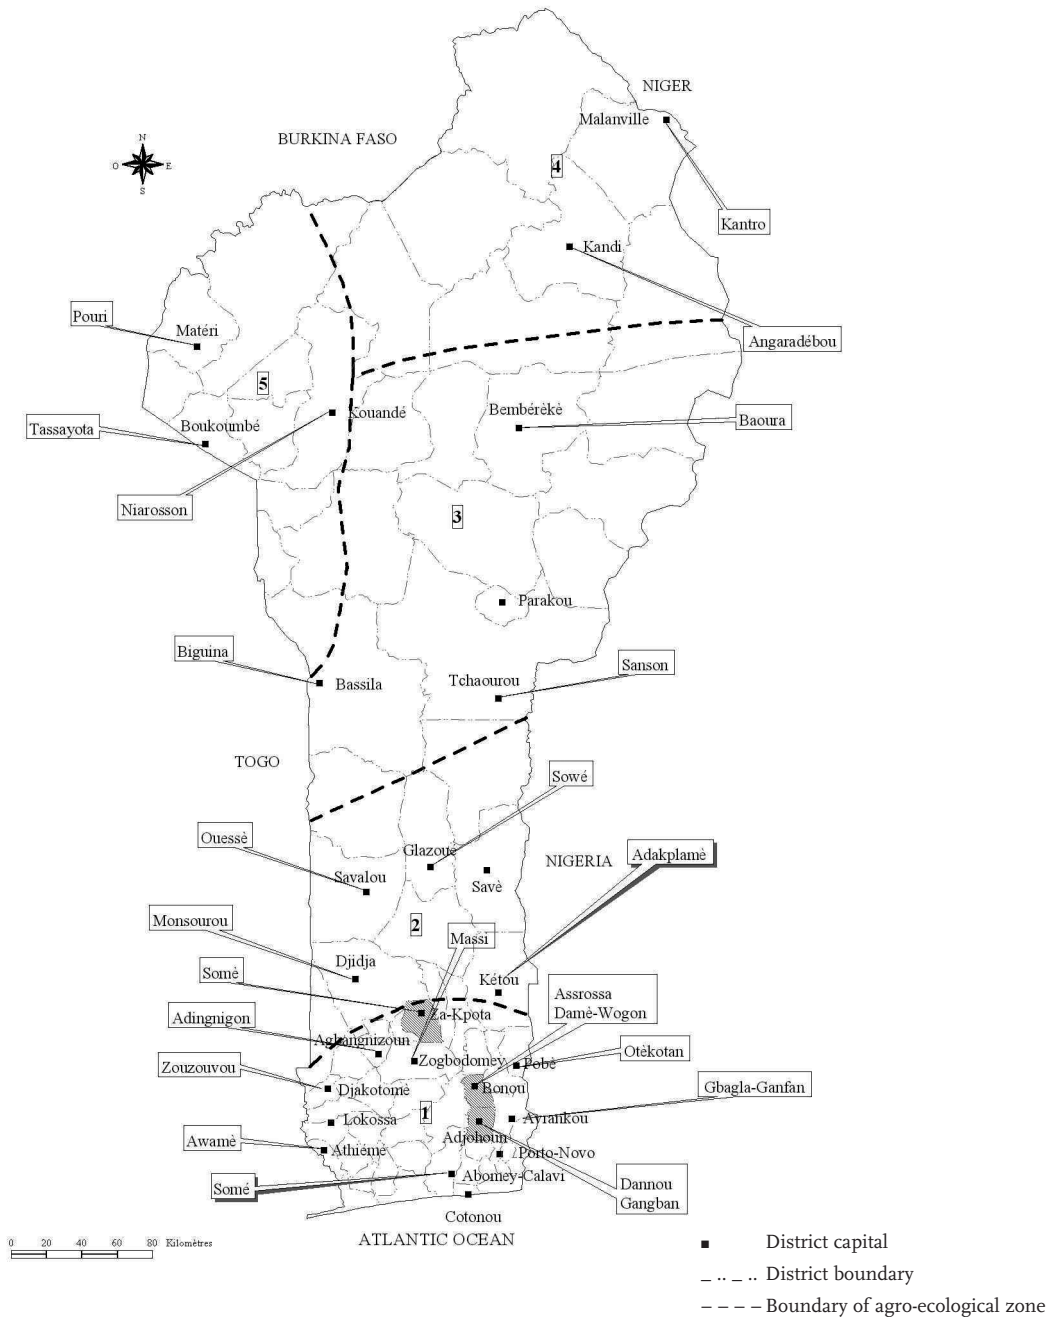 NIGER
Malanville
BURKINA FASO
N
O
E
S
4
Kantro
Kandi
Pouri
Matéri
Angaradébou
5
Kouandé
Bembérèkè
Baoura
Tassayota
Boukoumbé
Niarosson
3
Parakou
Biguina
Bassila
Tchaourou
Sanson
TOGO
Sowé
Ouessè
Glazoué
NIGERIA
Adakplamè
Savalou
Savè
Monsourou
2
Massi
Djidja
Somè
Kétou
Assrossa
Damè-Wogon
Adingnigon
Za-Kpota
Agbangnizoun
Zogbodomey
Pobè
Otèkotan
Zouzouvou
Djakotomè
Bonou
Gbagla-Ganfan
1
Lokossa
Ayrankou
Awamè
Athiémé
Adjohoun
Porto-Novo
Somé
Abomey-Calavi
Dannou
Gangban
Cotonou
ATLANTIC OCEAN
0 20 40 60 80 Kilomètres
District capital
District boundary
Boundary of agro-ecological zone